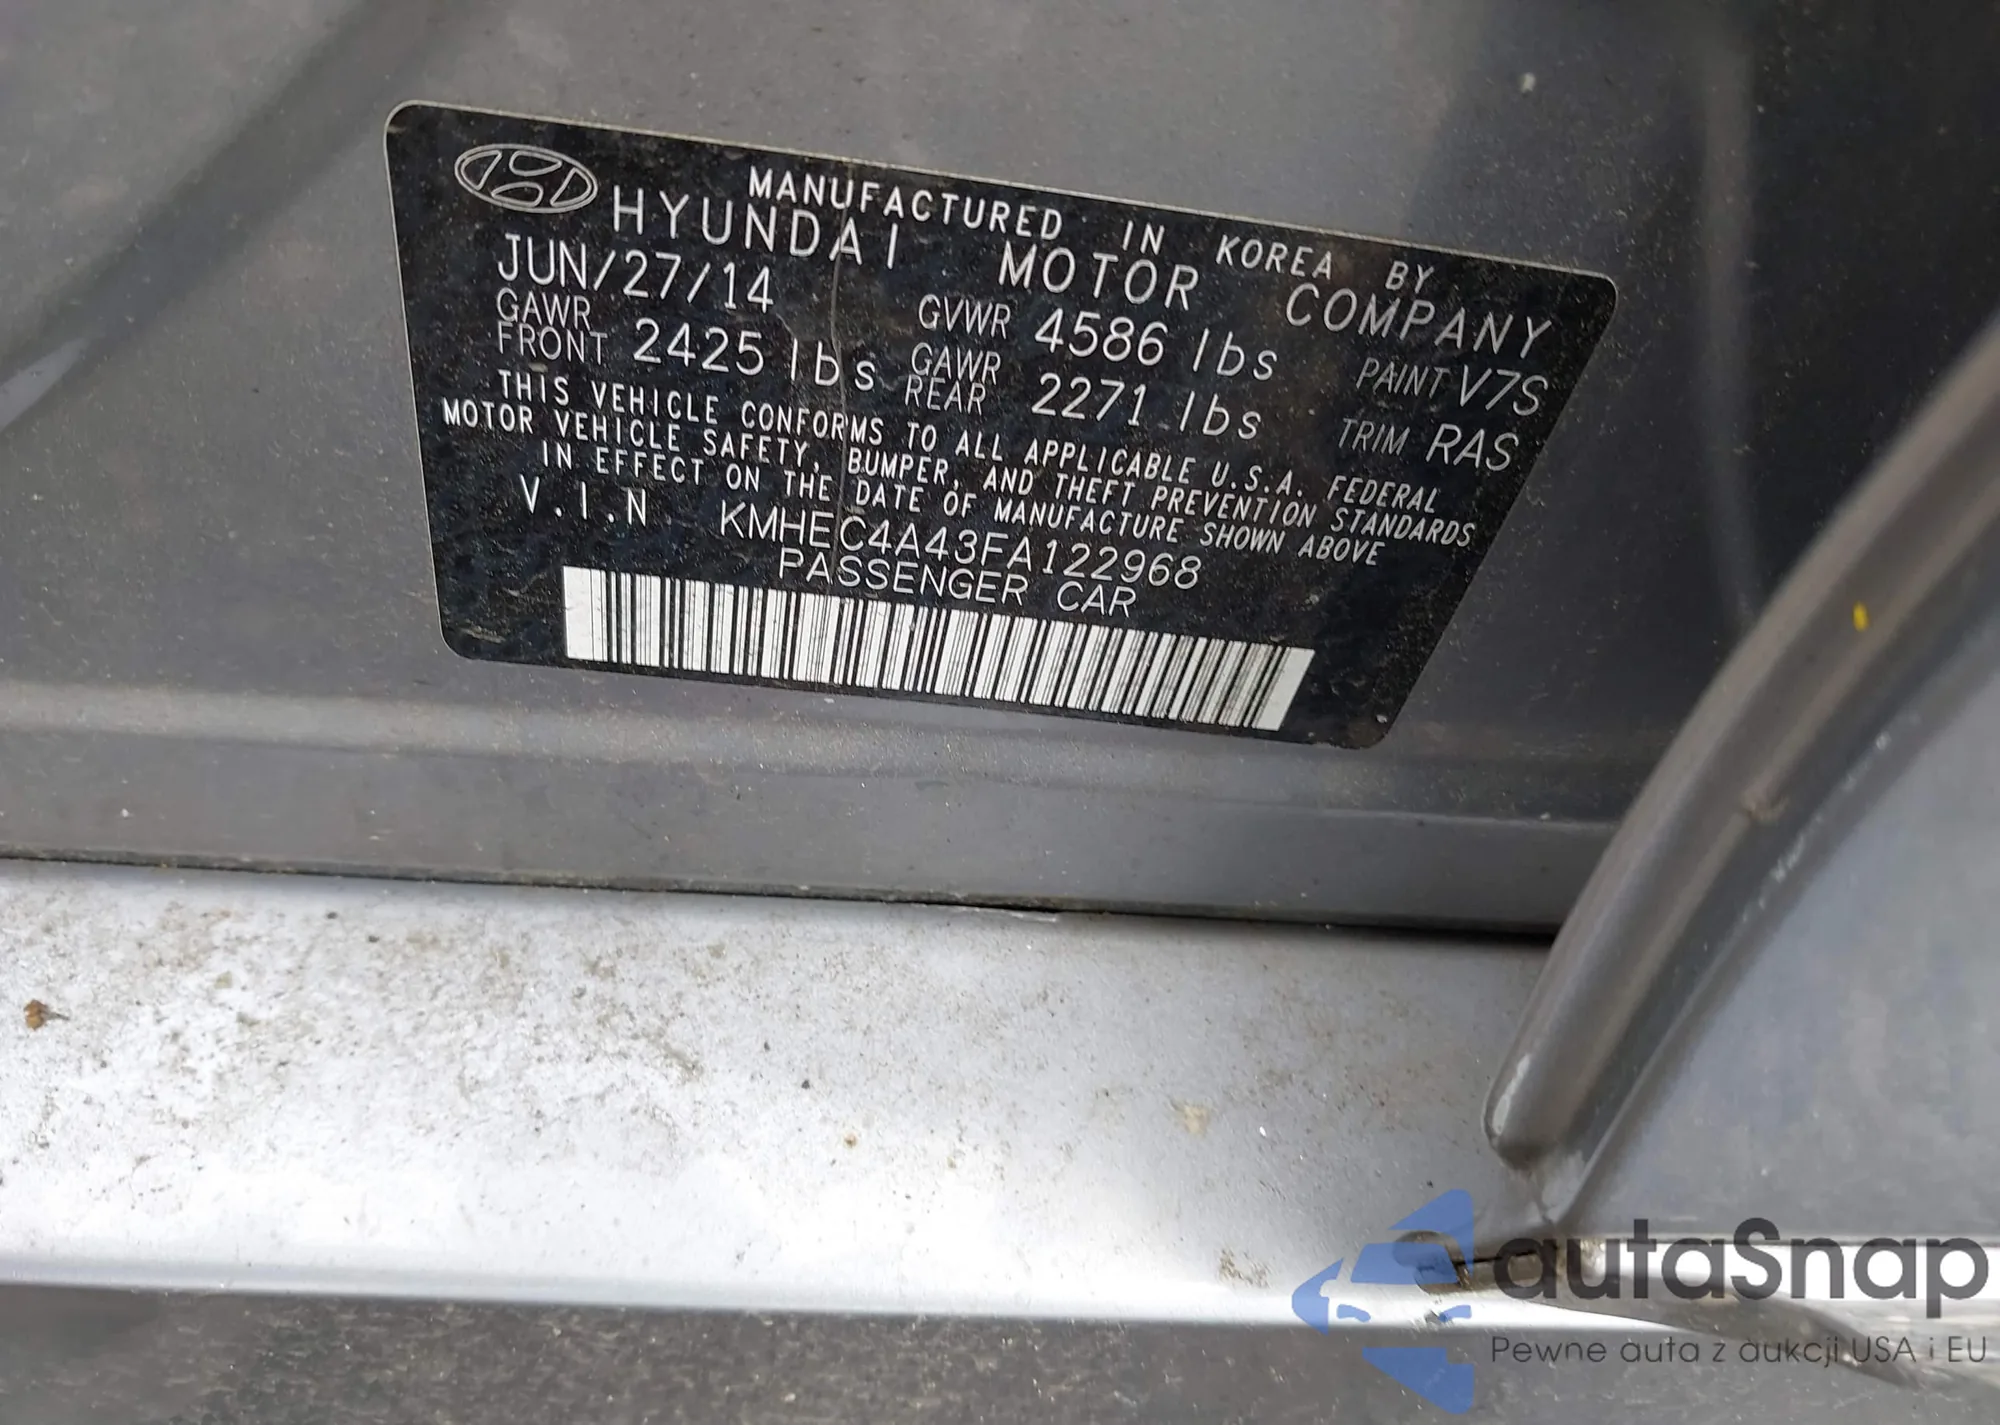 MANUFACTURED IN KOREA BY
HYUNDAI MOTOR COMPANY
JUN/27/14 GVWR 4586 lbs PAINT V7S
GAWR FRONT 2425 lbs GAWR REAR 2271 lbs TRIM RAS
THIS VEHICLE CONFORMS TO ALL APPLICABLE U.S.A. FEDERAL
MOTOR VEHICLE SAFETY, BUMPER, AND THEFT PREVENTION STANDARDS
IN EFFECT ON THE DATE OF MANUFACTURE SHOWN ABOVE
V.I.N. KMHEC4A43FA122968
PASSENGER CAR
autaSnap
Pewne auta z aukcji USA i EU